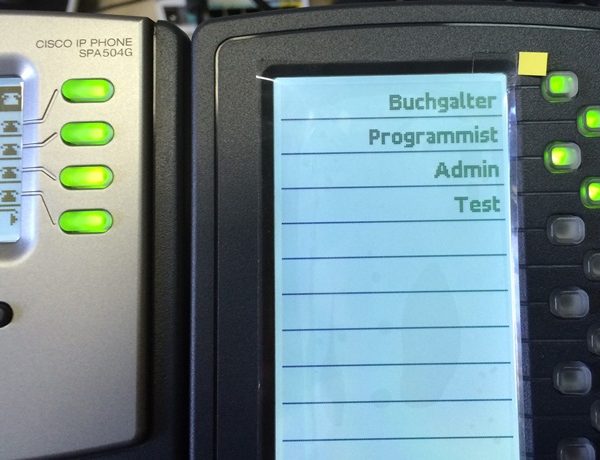 CISCO IP PHONE
SPA504G
Buchgalter
Programmist
Admin
Test